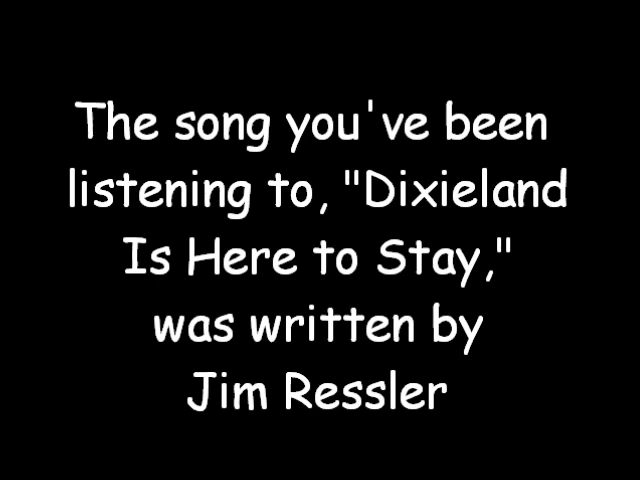 The song you've been
listening to, "Dixieland
Is Here to Stay,"
was written by
Jim Ressler